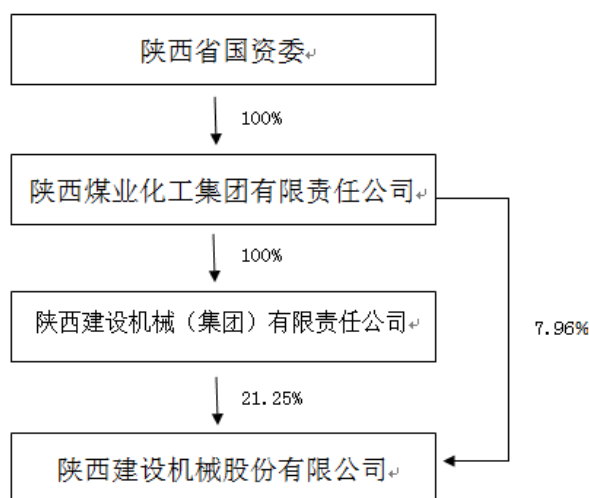 陕西省国资委
100%
陕西煤业化工集团有限责任公司
100%
陕西建设机械（集团）有限责任公司
7.96%
21.25%
陕西建设机械股份有限公司